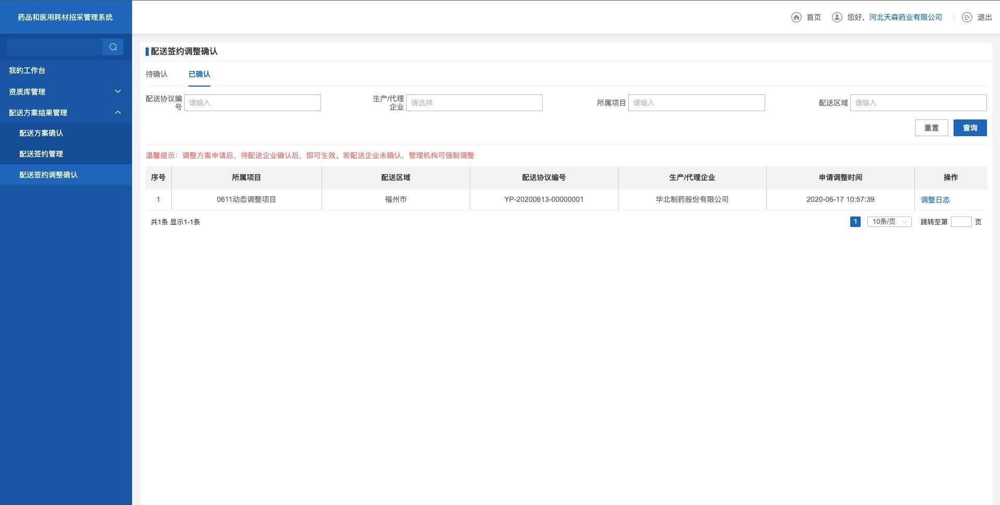 药品和医用耗材招采管理系统
首页
您好，河北天森药业有限公司
退出
我的工作台
资质库管理
配送方案结果管理
配送方案确认
配送签约管理
配送签约调整确认
配送签约调整确认
待确认 已确认
配送协议编号 请输入
生产/代理企业 请选择
所属项目 请输入
配送区域 请输入
重置 查询
温馨提示：调整方案申请后，待配送企业确认后，即可生效。若配送企业未确认，管理机构可强制调整
序号 所属项目 配送区域 配送协议编号 生产/代理企业 申请调整时间 操作
1 0611动态调整项目 福州市 YP-20200613-00000001 华北制药股份有限公司 2020-06-17 10:57:39 调整日志
共1条 显示1-1条
1 10条/页 跳转至第 页